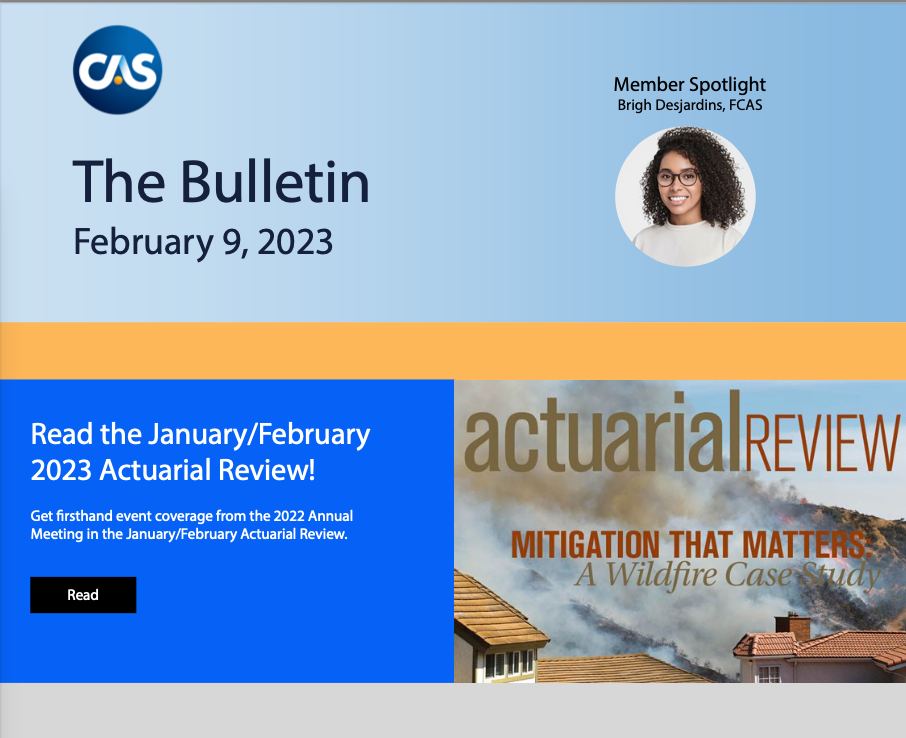 CAS
The Bulletin
February 9, 2023
Member Spotlight
Brigh Desjardins, FCAS
Read the January/February
2023 Actuarial Review!
Get firsthand event coverage from the 2022 Annual
Meeting in the January/February Actuarial Review.
Read
actuarialREVIEW
MITIGATION THAT MATTERS:
A Wildfire Case Study